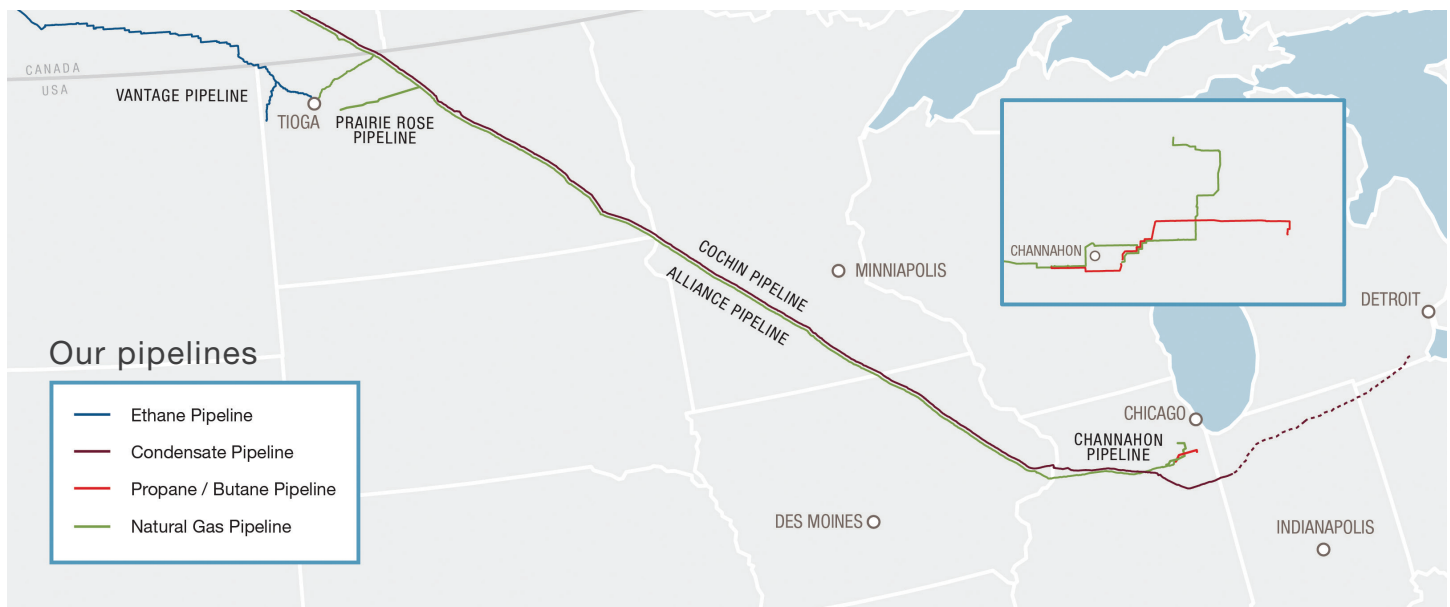 CANADA
USA
VANTAGE PIPELINE
TIOGA
PRAIRIE ROSE
PIPELINE
CHANNAHON
COCHIN PIPELINE
ALLIANCE PIPELINE
MINNIAPOLIS
DETROIT
Our pipelines
Ethane Pipeline
Condensate Pipeline
Propane / Butane Pipeline
Natural Gas Pipeline
CHICAGO
CHANNAHON
PIPELINE
DES MOINES
INDIANAPOLIS